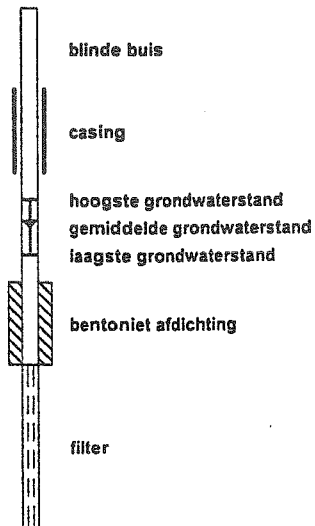 blinde buis
casing
hoogste grondwaterstand
gemiddelde grondwaterstand
laagste grondwaterstand
bentoniet afdichting
filter